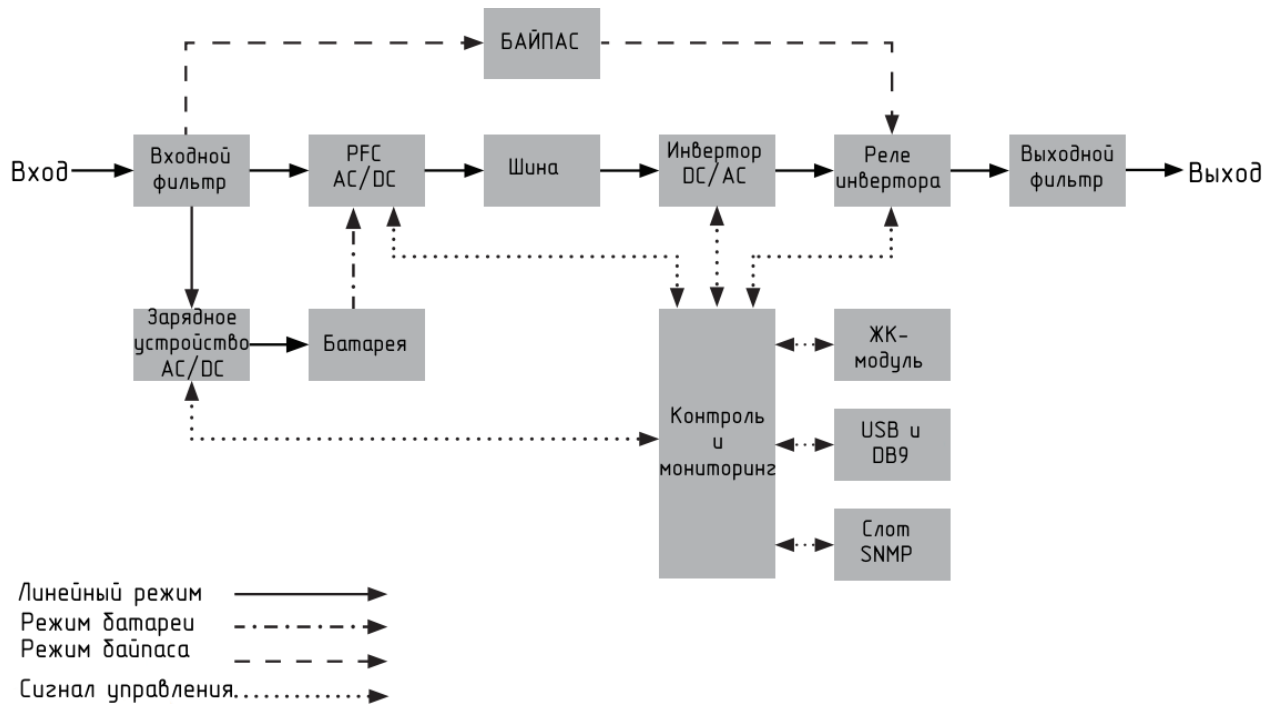 БАЙПАС
Вход
Входной
фильтр
PFC
AC/DC
Шина
Инвертор
DC/AC
Реле
инвертора
Выходной
фильтр
Выход
Зарядное
устройство
AC/DC
Батарея
Контроль
и
мониторинг
ЖК-
модуль
USB и
DB9
Слот
SNMP
Линейный режим
Режим батареи
Режим байпаса
Сигнал управления